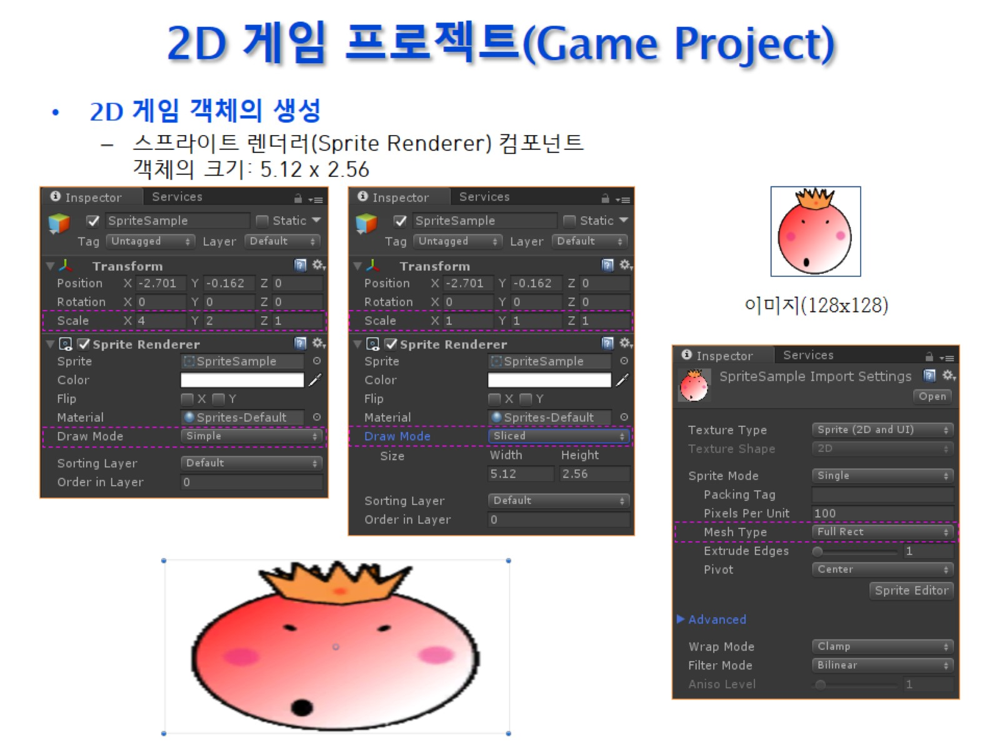 2D 게임 프로젝트(Game Project)
• 2D 게임 객체의 생성
– 스프라이트 렌더러(Sprite Renderer) 컴포넌트
객체의 크기: 5.12 x 2.56
Inspector Services
SpriteSample Static
Tag Untagged Layer Default
Transform
Position X -2.701 Y -0.162 Z 0
Rotation X 0 Y 0 Z 0
Scale X 4 Y 2 Z 1
Sprite Renderer
Sprite SpriteSample
Color
Flip X Y
Material Sprites-Default
Draw Mode Simple
Sorting Layer Default
Order in Layer 0
Inspector Services
SpriteSample Static
Tag Untagged Layer Default
Transform
Position X -2.701 Y -0.162 Z 0
Rotation X 0 Y 0 Z 0
Scale X 1 Y 1 Z 1
Sprite Renderer
Sprite SpriteSample
Color
Flip X Y
Material Sprites-Default
Draw Mode Sliced
Size Width Height
5.12 2.56
Sorting Layer Default
Order in Layer 0
이미지(128x128)
Inspector Services
SpriteSample Import Settings
Open
Texture Type Sprite (2D and UI)
Texture Shape 2D
Sprite Mode Single
Packing Tag
Pixels Per Unit 100
Mesh Type Full Rect
Extrude Edges 1
Pivot Center
Sprite Editor
Advanced
Wrap Mode Clamp
Filter Mode Bilinear
Aniso Level 1